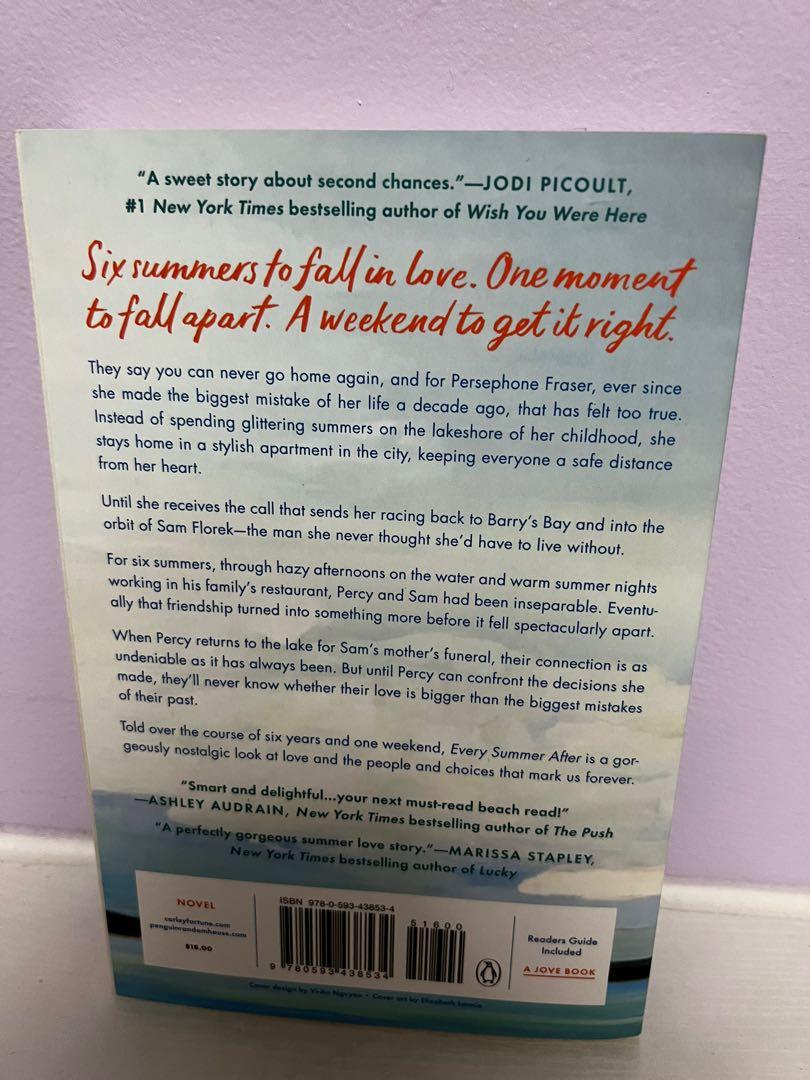 “A sweet story about second chances.”—JODI PICOULT,
#1 New York Times bestselling author of Wish You Were Here
Six summers to fall in love. One moment
to fall apart. A weekend to get it right.
They say you can never go home again, and for Persephone Fraser, ever since
she made the biggest mistake of her life a decade ago, that has felt too true.
Instead of spending glittering summers on the lakeshore of her childhood, she
stays home in a stylish apartment in the city, keeping everyone a safe distance
from her heart.
Until she receives the call that sends her racing back to Barry’s Bay and into the
orbit of Sam Florek—the man she never thought she’d have to live without.
For six summers, through hazy afternoons on the water and warm summer nights
working in his family’s restaurant, Percy and Sam had been inseparable. Eventu-
ally that friendship turned into something more before it fell spectacularly apart.
When Percy returns to the lake for Sam’s mother’s funeral, their connection is as
undeniable as it has always been. But until Percy can confront the decisions she
made, they’ll never know whether their love is bigger than the biggest mistakes
of their past.
Told over the course of six years and one weekend, Every Summer After is a gor-
geously nostalgic look at love and the people and choices that mark us forever.
“Smart and delightful...your next must-read beach read!”
—ASHLEY AUDRAIN, New York Times bestselling author of The Push
“A perfectly gorgeous summer love story.”—MARISSA STAPLEY,
New York Times bestselling author of Lucky
NOVEL
carleyfortune.com
penguinrandomhouse.com
$16.00
ISBN 978-0-593-43853-4
51600
9 780593 438534
Readers Guide
Included
A JOVE BOOK
Cover design by Vi-An Nguyen • Cover art by Elizabeth Lennie